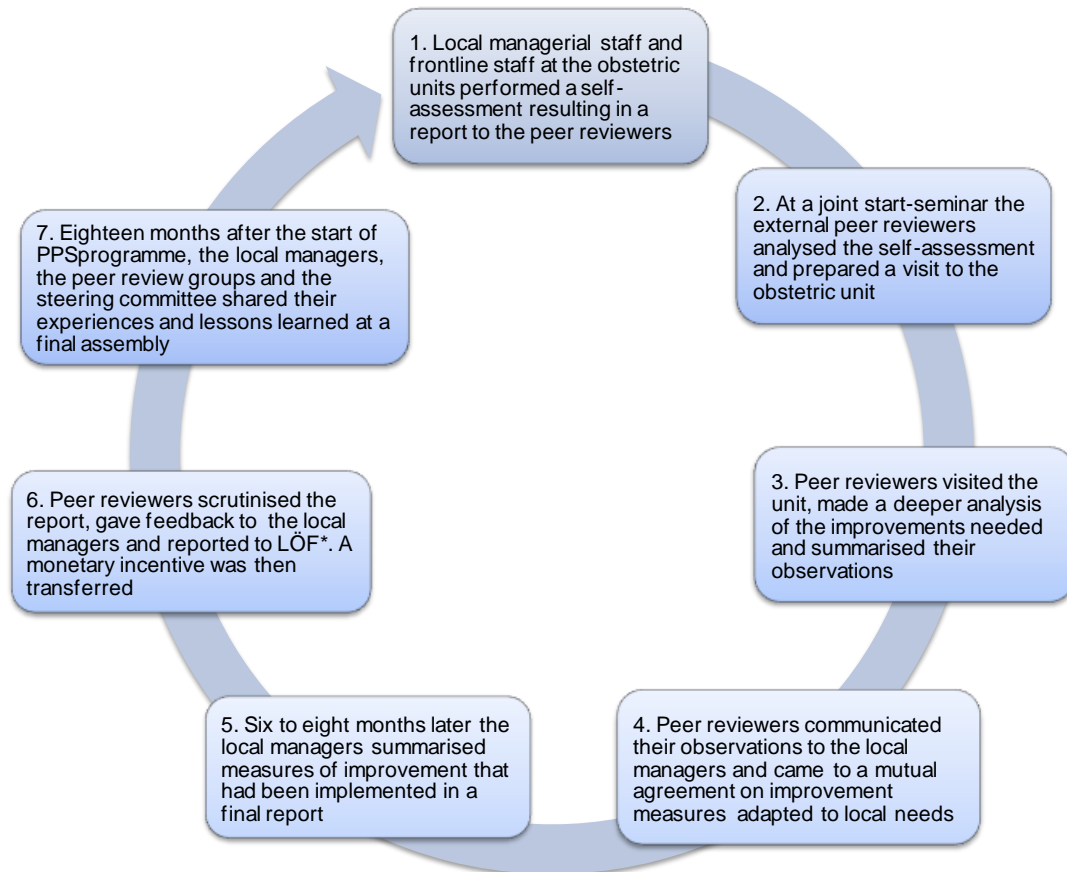 1. Local managerial staff and
frontline staff at the obstetric
units performed a self-
assessment resulting in a
report to the peer reviewers
2. At a joint start-seminar the
external peer reviewers
analysed the self-assessment
and prepared a visit to the
obstetric unit
3. Peer reviewers visited the
unit, made a deeper analysis
of the improvements needed
and summarised their
observations
4. Peer reviewers communicated
their observations to the local
managers and came to a mutual
agreement on improvement
measures adapted to local needs
5. Six to eight months later the
local managers summarised
measures of improvement that
had been implemented in a
final report
6. Peer reviewers scrutinised the
report, gave feedback to the local
managers and reported to LÖF*. A
monetary incentive was then
transferred
7. Eighteen months after the start of
PPSprogramme, the local managers,
the peer review groups and the
steering committee shared their
experiences and lessons learned at a
final assembly